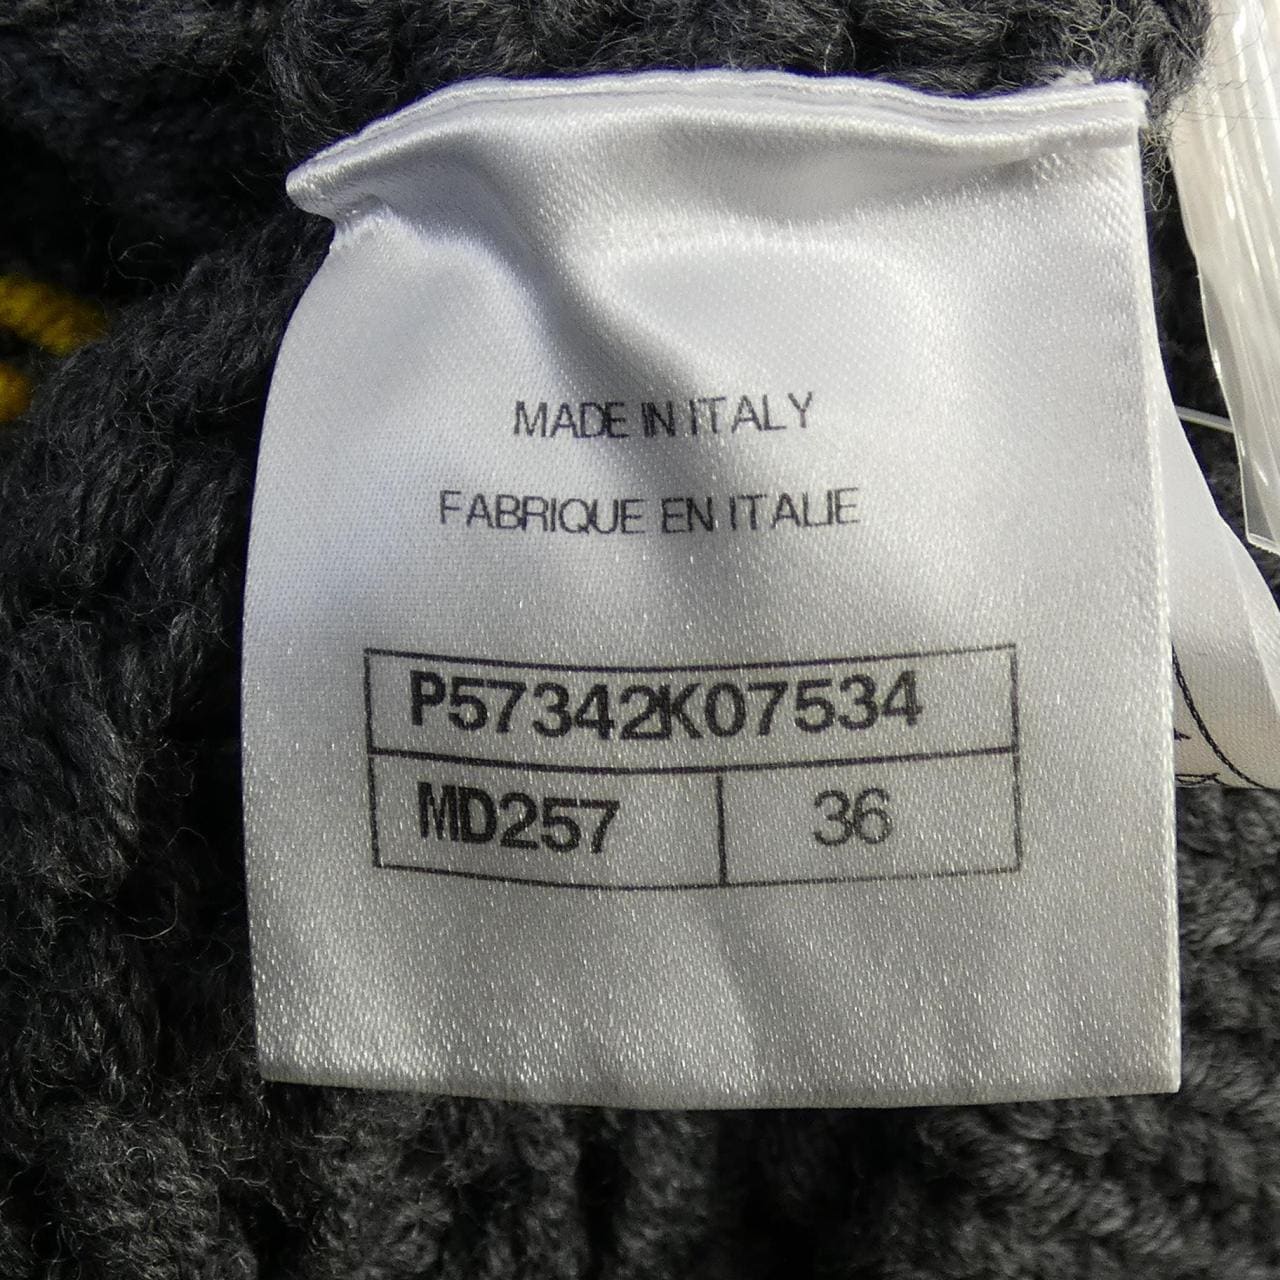 MADE IN ITALY
FABRIQUE EN ITALIE
P57342K07534
MD257 36